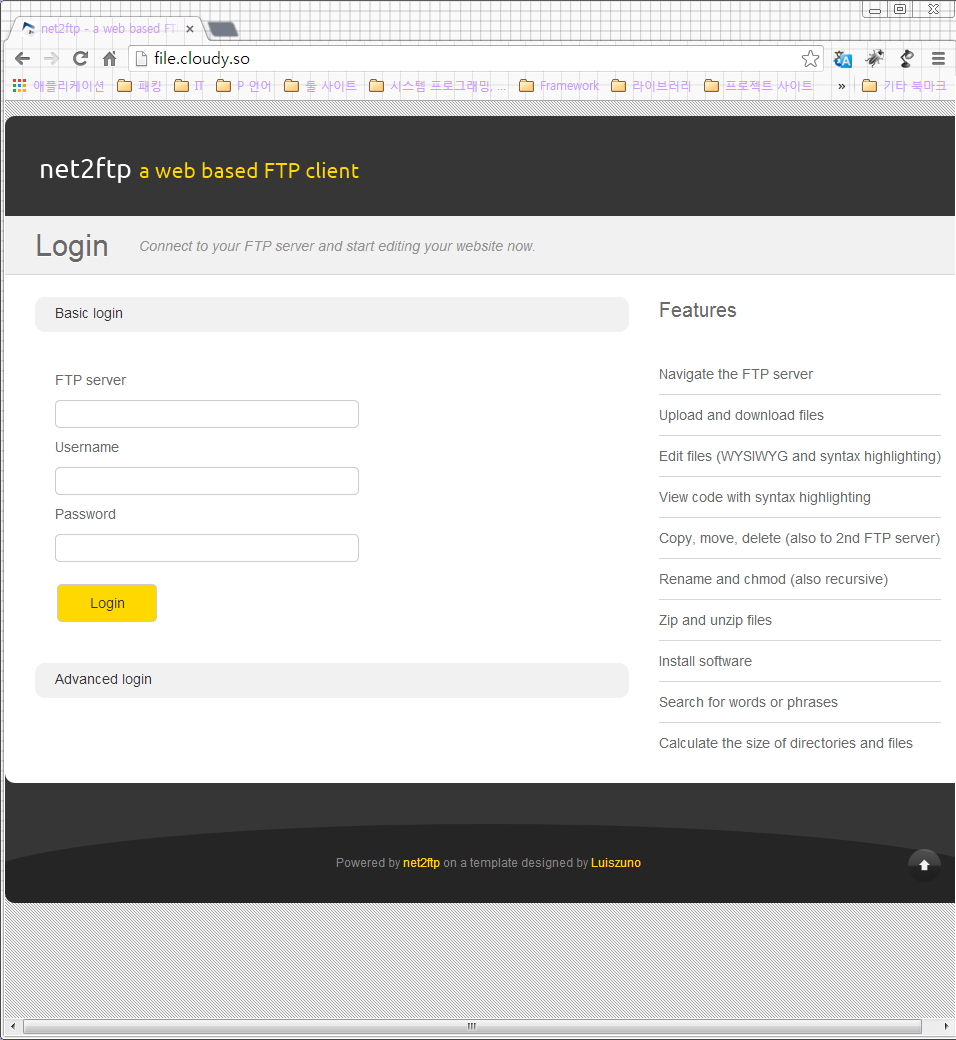 net2ftp - a web based FT
file.cloudy.so
애플리케이션 패킹 IT P 언어 툴 사이트 시스템 프로그래밍, ... Framework 라이브러리 프로젝트 사이트 » 기타 북마크
net2ftp a web based FTP client
Login Connect to your FTP server and start editing your website now.
Basic login
FTP server
Username
Password
Login
Advanced login
Features
Navigate the FTP server
Upload and download files
Edit files (WYSIWYG and syntax highlighting)
View code with syntax highlighting
Copy, move, delete (also to 2nd FTP server)
Rename and chmod (also recursive)
Zip and unzip files
Install software
Search for words or phrases
Calculate the size of directories and files
Powered by net2ftp on a template designed by Luiszuno